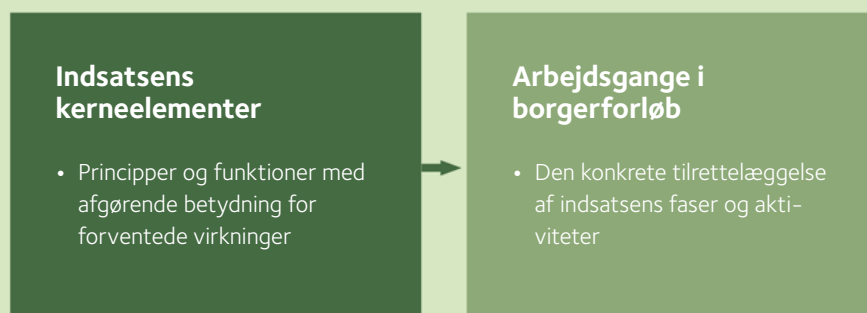 Indsatsens
kerneelementer
• Principper og funktioner med
afgørende betydning for
forventede virkninger
Arbejdsgange i
borgerforløb
• Den konkrete tilrettelæggelse
af indsatsens faser og akti-
viteter